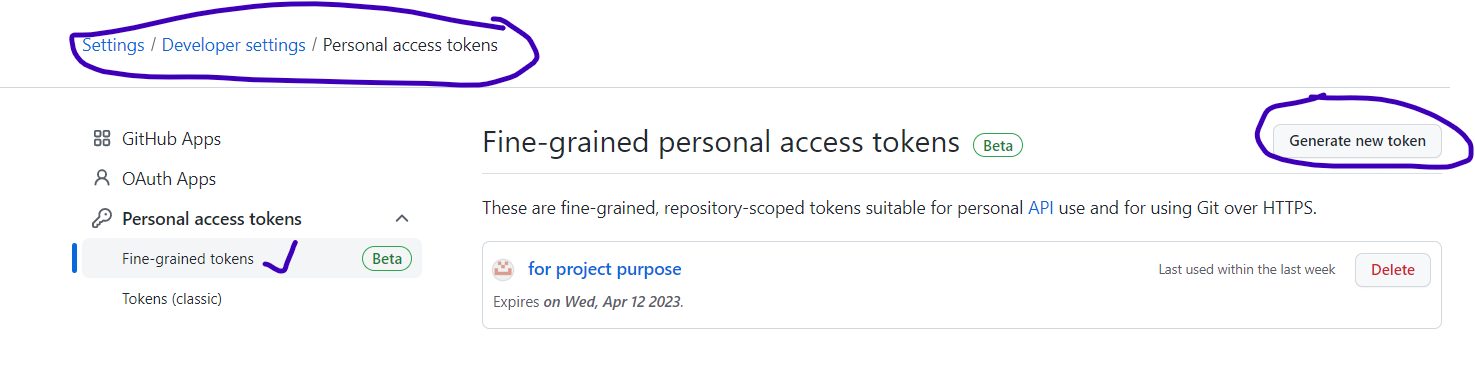 Settings / Developer settings / Personal access tokens
GitHub Apps
OAuth Apps
Personal access tokens
Fine-grained tokens Beta
Tokens (classic)
Fine-grained personal access tokens Beta
Generate new token
These are fine-grained, repository-scoped tokens suitable for personal API use and for using Git over HTTPS.
for project purpose
Last used within the last week
Delete
Expires on Wed, Apr 12 2023.